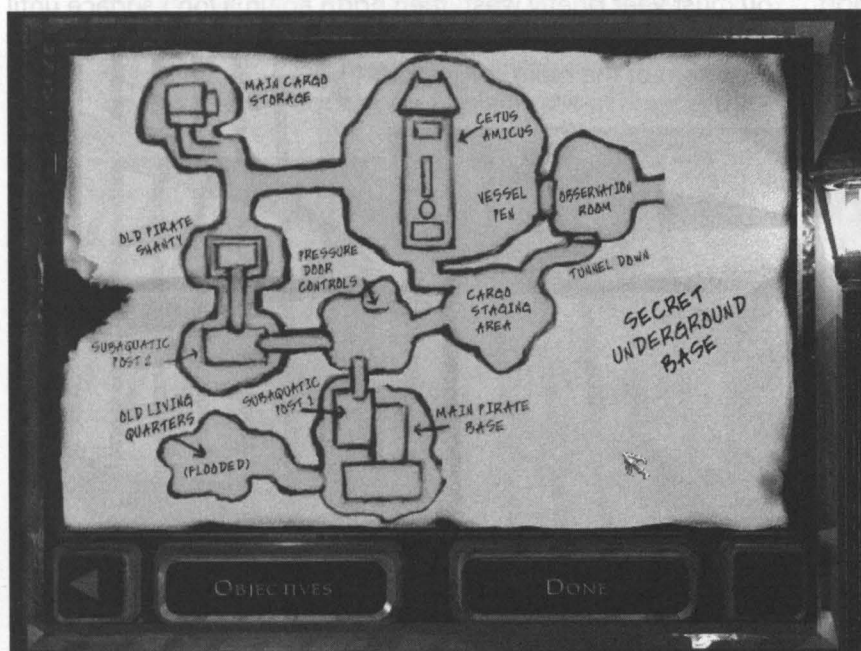 MAIN CARGO
STORAGE
CETUS
AMICUS
VESSEL
PEN
OBSERVATION
ROOM
OLD PIRATE
SHANTY
PRESSURE
DOOR
CONTROLS
TUNNEL DOWN
CARGO
STAGING
AREA
SECRET
UNDERGROUND
BASE
SUBAQUATIC
POST 2
SUBAQUATIC
POST 1
OLD LIVING
QUARTERS
(FLOODED)
MAIN PIRATE
BASE
OBJECTIVES
DONE